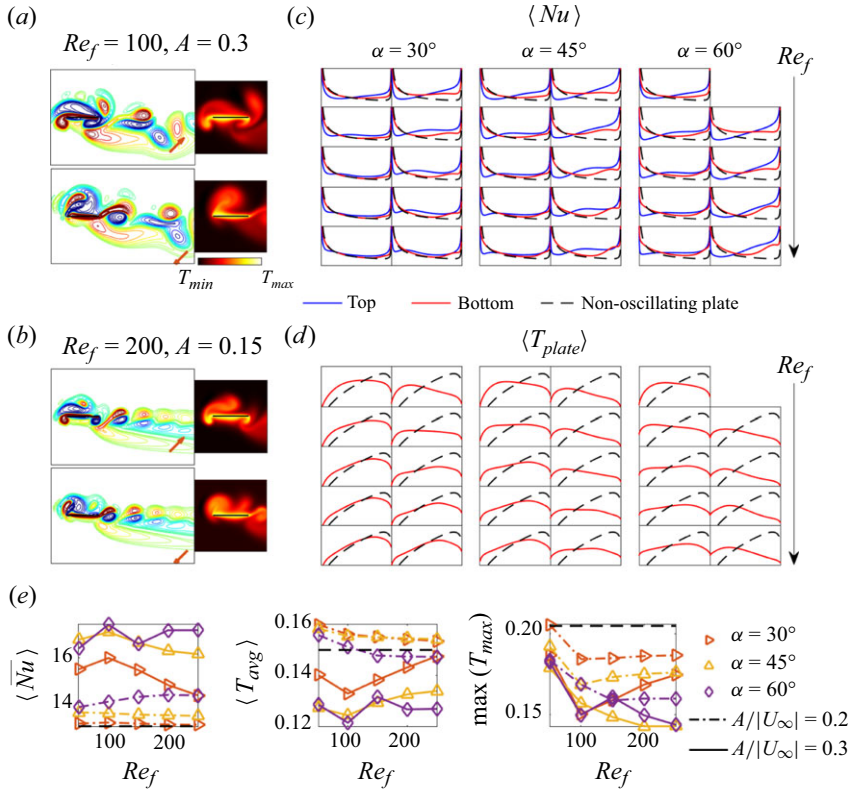 (a)
Re_f = 100, A = 0.3
T_min
T_max
(c)
⟨Nu⟩
α = 30°
α = 45°
α = 60°
Re_f
Top
Bottom
Non-oscillating plate
(b)
Re_f = 200, A = 0.15
(d)
⟨T_plate⟩
Re_f
(e)
⟨N̅u̅⟩
16
14
100
200
Re_f
⟨T_avg⟩
0.16
0.14
0.12
100
200
Re_f
max (T_max)
0.20
0.15
100
200
Re_f
α = 30°
α = 45°
α = 60°
A/|U_∞| = 0.2
A/|U_∞| = 0.3